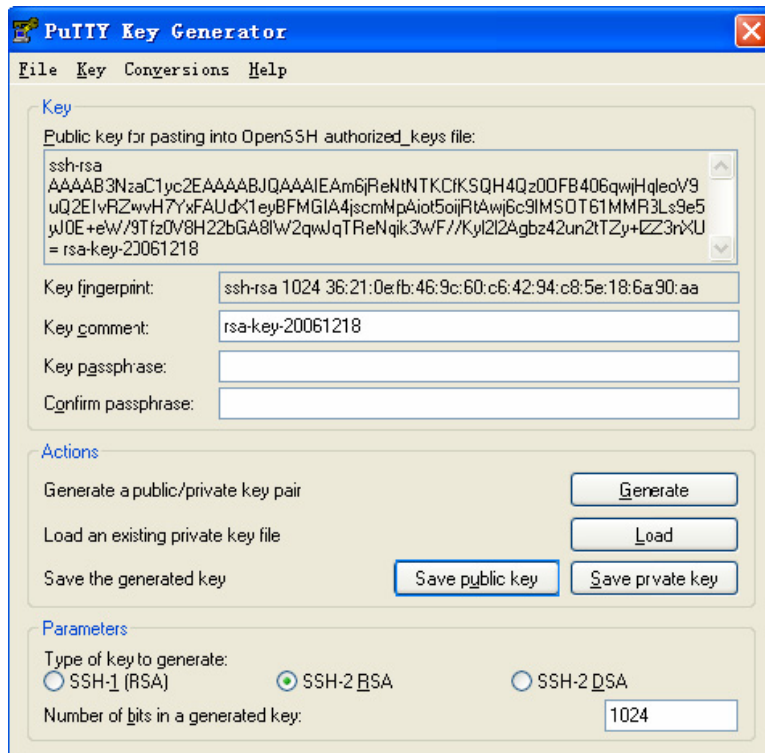 PuTTY Key Generator
File Key Conversions Help
Key
Public key for pasting into OpenSSH authorized_keys file:
ssh-rsa
AAAAB3NzaC1yc2EAAAABJQAAAIEAm6jReNtNTKCfKSQH4Qz0OFB406qwjHqleoV9
uQ2EIvRZwvH7YxFAUdX1eyBFMGIA4jscmMpAiot5oijRtAwj6c9IMSOT61MMR3Ls9e5
yJ0E+eW/9Tfz0V8H22bGA8IW2qwJqTReNqik3WF//Kyl2l2Agbz42un2tTZy+IZZ3nXU
= rsa-key-20061218
Key fingerprint: ssh-rsa 1024 36:21:0e:fb:46:9c:60:c6:42:94:c8:5e:18:6a:90:aa
Key comment: rsa-key-20061218
Key passphrase:
Confirm passphrase:
Actions
Generate a public/private key pair Generate
Load an existing private key file Load
Save the generated key Save public key Save private key
Parameters
Type of key to generate:
SSH-1 (RSA) SSH-2 RSA SSH-2 DSA
Number of bits in a generated key: 1024